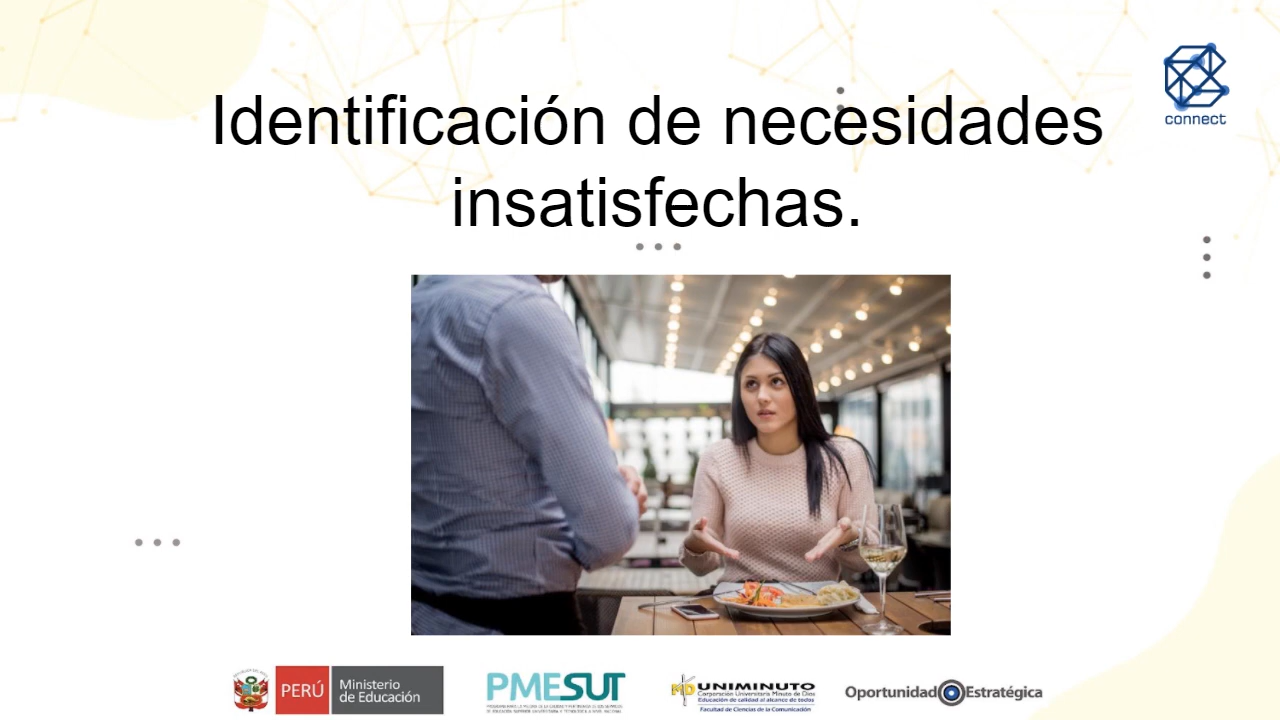 Identificación de necesidades
insatisfechas.
connect
PERÚ
Ministerio
de Educación
PMESUT
UNIMINUTO
Corporación Universitaria Minuto de Dios
Educación de calidad al alcance de todos
Facultad de Ciencias de la Comunicación
Oportunidad Estratégica